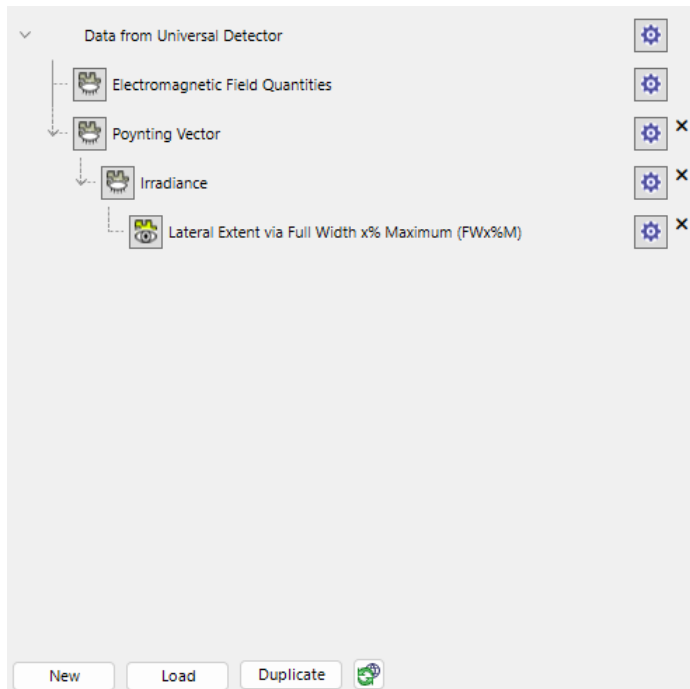 Data from Universal Detector
Electromagnetic Field Quantities
Poynting Vector
Irradiance
Lateral Extent via Full Width x% Maximum (FWx%M)
New Load Duplicate